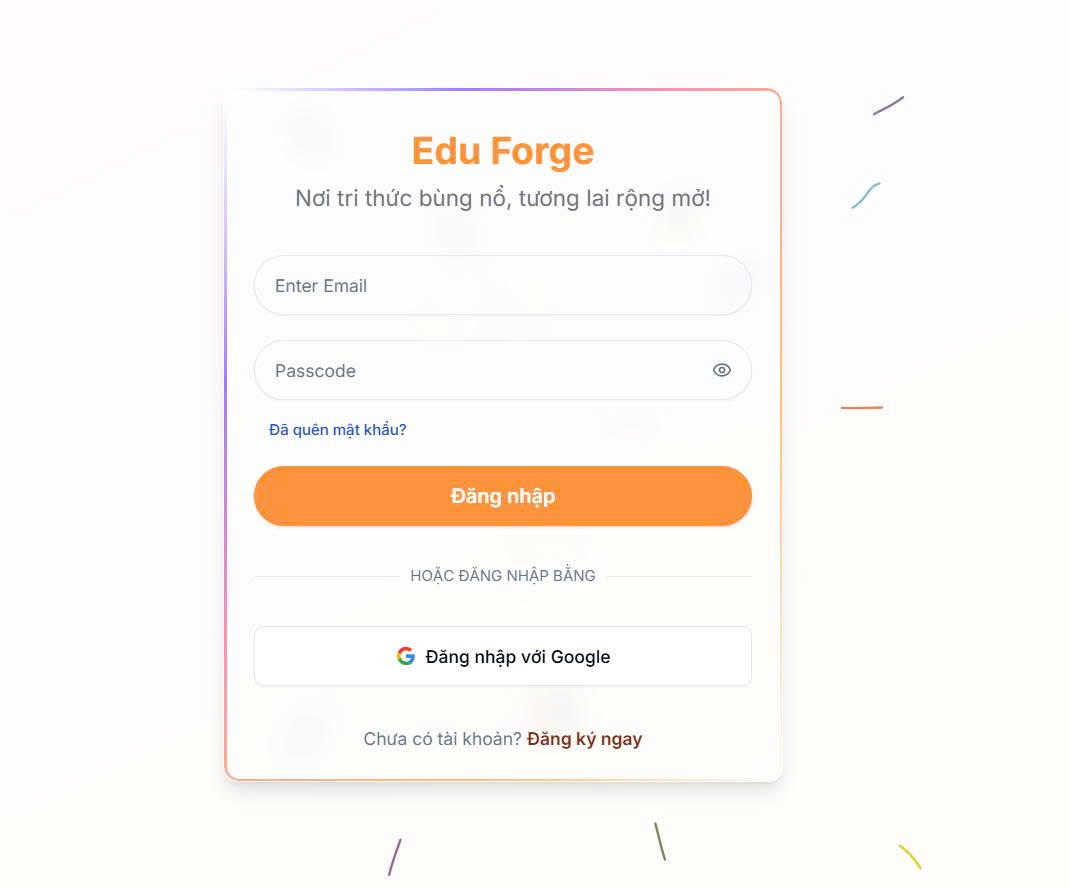 Edu Forge
Nơi tri thức bùng nổ, tương lai rộng mở!
Enter Email
Passcode
Đã quên mật khẩu?
Đăng nhập
HOẶC ĐĂNG NHẬP BẰNG
Đăng nhập với Google
Chưa có tài khoản? Đăng ký ngay